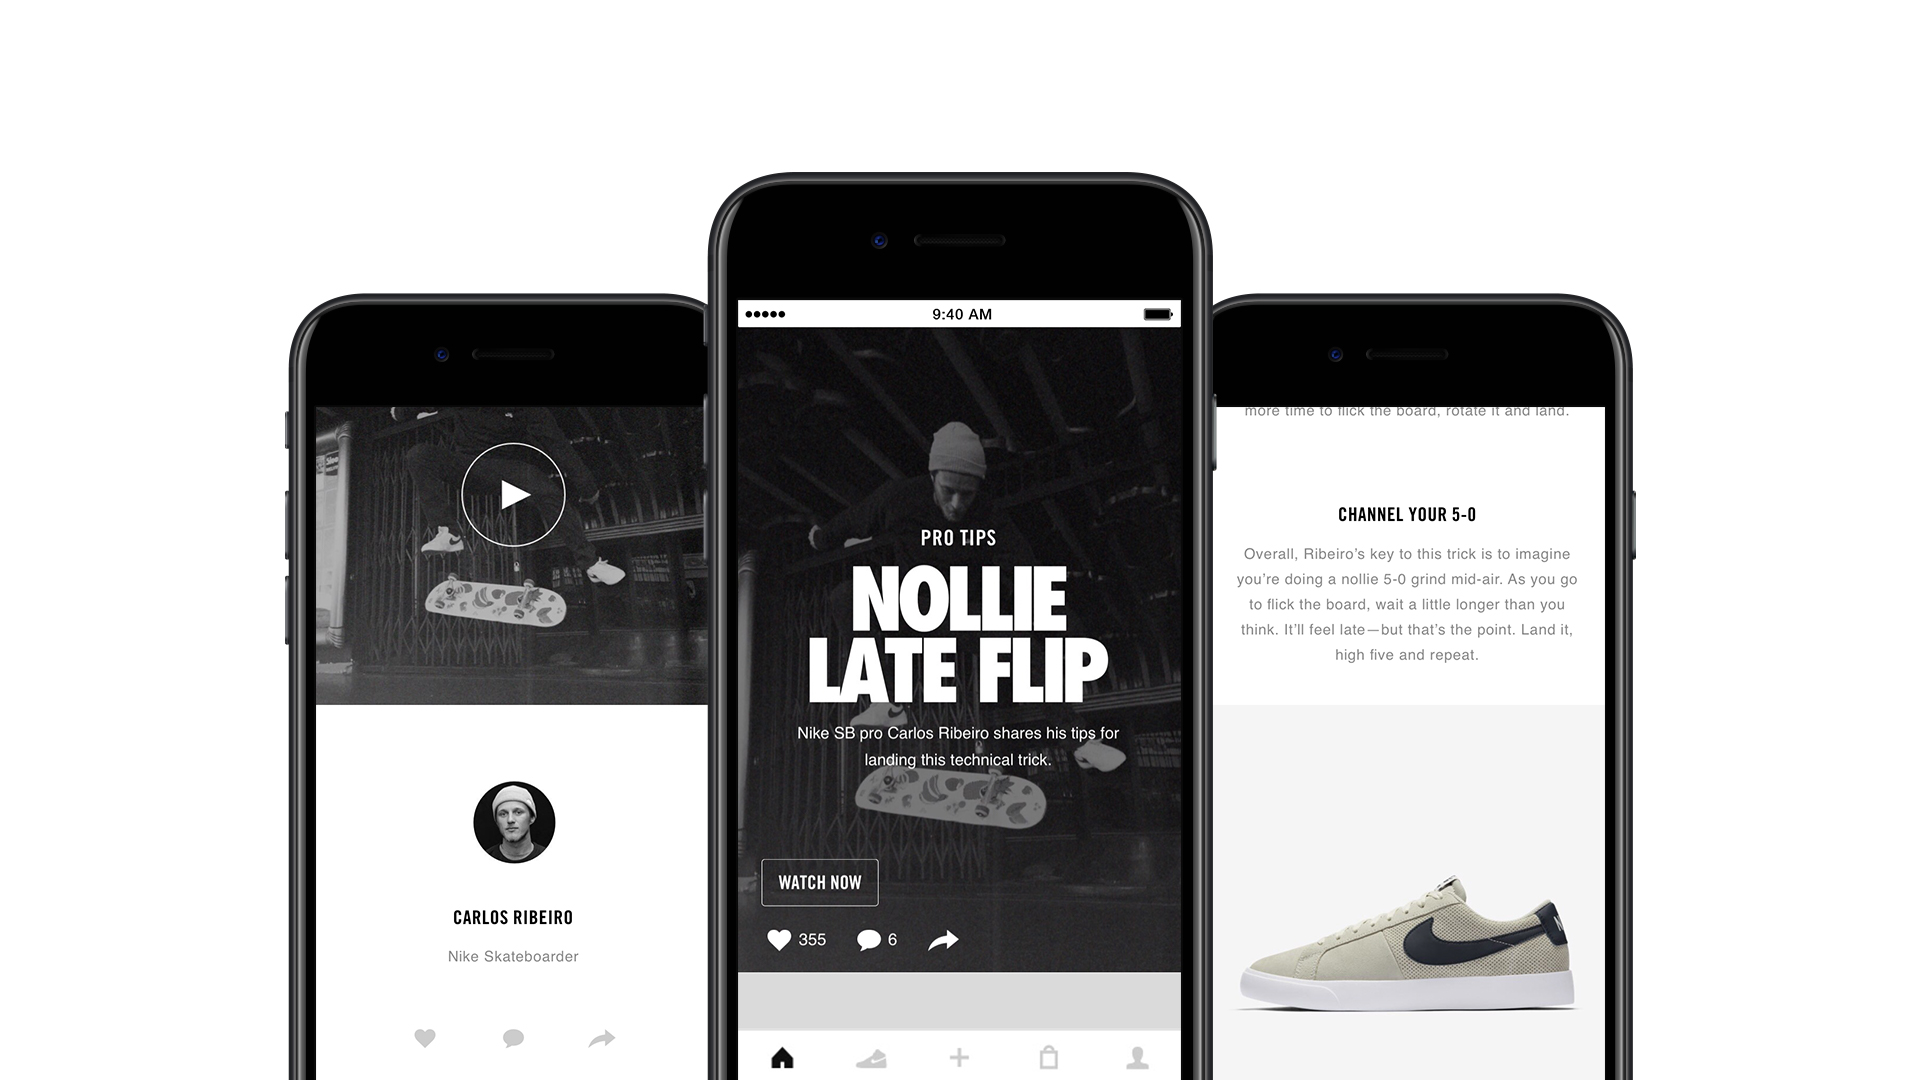 CARLOS RIBEIRO
Nike Skateboarder
9:40 AM
PRO TIPS
NOLLIE
LATE FLIP
Nike SB pro Carlos Ribeiro shares his tips for
landing this technical trick.
WATCH NOW
355
6
more time to flick the board, rotate it and land.
CHANNEL YOUR 5-0
Overall, Ribeiro’s key to this trick is to imagine
you’re doing a nollie 5-0 grind mid-air. As you go
to flick the board, wait a little longer than you
think. It’ll feel late—but that’s the point. Land it,
high five and repeat.